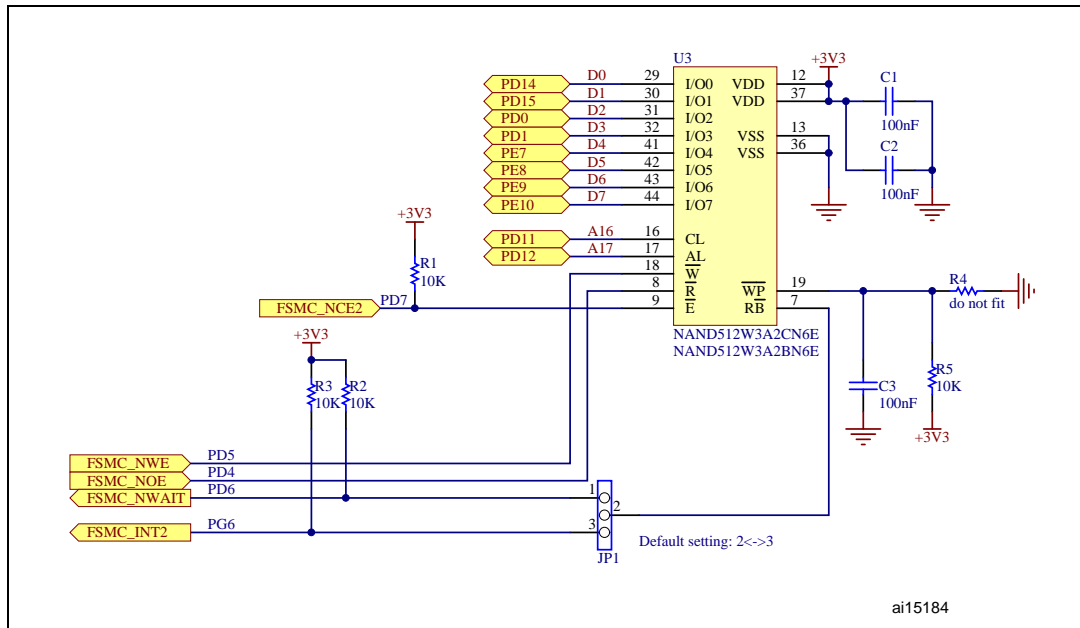 U3
+3V3
PD14 D0 29 I/O0 VDD 12 C1
PD15 D1 30 I/O1 VDD 37
PD0 D2 31 I/O2 100nF
PD1 D3 32 I/O3 VSS 13
PE7 D4 41 I/O4 VSS 36 C2
PE8 D5 42 I/O5
PE9 D6 43 I/O6 100nF
PE10 D7 44 I/O7
+3V3
PD11 A16 16 CL
PD12 A17 17 AL
R1 18 W
10K 8 R WP 19 R4
FSMC_NCE2 PD7 9 E RB 7 do not fit
+3V3
NAND512W3A2CN6E
NAND512W3A2BN6E
R3 R2
10K 10K
C3 R5
100nF 10K
+3V3
FSMC_NWE PD5
FSMC_NOE PD4
FSMC_NWAIT PD6 1
2
FSMC_INT2 PG6 3
Default setting: 2<->3
JP1
ai15184